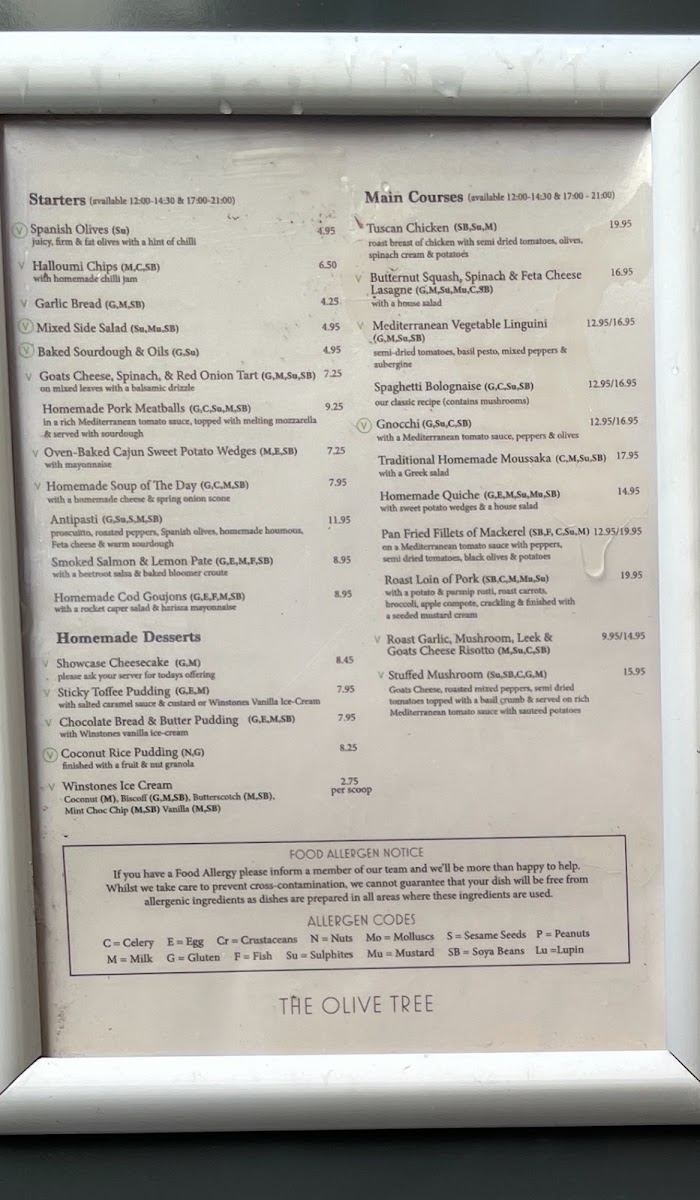 Starters (available 12:00-14:30 & 17:00-21:00)
V Spanish Olives (Su) 4.95
juicy, firm & fat olives with a hint of chilli
V Halloumi Chips (M,C,SB) 6.50
with homemade chilli jam
V Garlic Bread (G,M,SB) 4.25
V Mixed Side Salad (Su,Mu,SB) 4.95
V Baked Sourdough & Oils (G,Su) 4.95
V Goats Cheese, Spinach, & Red Onion Tart (G,M,Su,SB) 7.25
on mixed leaves with a balsamic drizzle
Homemade Pork Meatballs (G,C,Su,M,SB) 9.25
in a rich Mediterranean tomato sauce, topped with melting mozzarella
& served with sourdough
V Oven-Baked Cajun Sweet Potato Wedges (M,E,SB) 7.25
with mayonnaise
V Homemade Soup of The Day (G,C,M,SB) 7.95
with a homemade cheese & spring onion scone
Antipasti (G,Su,S,M,SB) 11.95
prosciutto, roasted peppers, Spanish olives, homemade houmous,
Feta cheese & warm sourdough
Smoked Salmon & Lemon Pate (G,E,M,F,SB) 8.95
with a beetroot salsa & baked bloomer croute
Homemade Cod Goujons (G,E,F,M,SB) 8.95
with a rocket caper salad & harissa mayonnaise
Homemade Desserts
V Showcase Cheesecake (G,M) 8.45
please ask your server for todays offering
V Sticky Toffee Pudding (G,E,M) 7.95
with salted caramel sauce & custard or Winstones Vanilla Ice-Cream
V Chocolate Bread & Butter Pudding (G,E,M,SB) 7.95
with Winstones vanilla ice-cream
V Coconut Rice Pudding (N,G) 8.25
finished with a fruit & nut granola
V Winstones Ice Cream 2.75
per scoop
Coconut (M), Biscoff (G,M,SB), Butterscotch (M,SB),
Mint Choc Chip (M,SB) Vanilla (M,SB)
Main Courses (available 12:00-14:30 & 17:00 - 21:00)
Tuscan Chicken (SB,Su,M) 19.95
roast breast of chicken with semi dried tomatoes, olives,
spinach cream & potatoes
V Butternut Squash, Spinach & Feta Cheese 16.95
Lasagne (G,M,Su,Mu,C,SB)
with a house salad
V Mediterranean Vegetable Linguini 12.95/16.95
(G,M,Su,SB)
semi-dried tomatoes, basil pesto, mixed peppers &
aubergine
Spaghetti Bolognaise (G,C,Su,SB) 12.95/16.95
our classic recipe (contains mushrooms)
V Gnocchi (G,Su,C,SB) 12.95/16.95
with a Mediterranean tomato sauce, peppers & olives
Traditional Homemade Moussaka (C,M,Su,SB) 17.95
with a Greek salad
Homemade Quiche (G,E,M,Su,Mu,SB) 14.95
with sweet potato wedges & a house salad
Pan Fried Fillets of Mackerel (SB,F, C,Su,M) 12.95/19.95
on a Mediterranean tomato sauce with peppers,
semi dried tomatoes, black olives & potatoes
Roast Loin of Pork (SB,C,M,Mu,Su) 19.95
with a potato & parsnip rosti, roast carrots,
broccoli, apple compote, crackling & finished with
a seeded mustard cream
V Roast Garlic, Mushroom, Leek & 9.95/14.95
Goats Cheese Risotto (M,Su,C,SB)
V Stuffed Mushroom (Su,SB,C,G,M) 15.95
Goats Cheese, roasted mixed peppers, semi dried
tomatoes topped with a basil crumb & served on rich
Mediterranean tomato sauce with sauteed potatoes
FOOD ALLERGEN NOTICE
If you have a Food Allergy please inform a member of our team and we'll be more than happy to help.
Whilst we take care to prevent cross-contamination, we cannot guarantee that your dish will be free from
allergenic ingredients as dishes are prepared in all areas where these ingredients are used.
ALLERGEN CODES
C = Celery E = Egg Cr = Crustaceans N = Nuts Mo = Molluscs S = Sesame Seeds P = Peanuts
M = Milk G = Gluten F = Fish Su = Sulphites Mu = Mustard SB = Soya Beans Lu =Lupin
THE OLIVE TREE